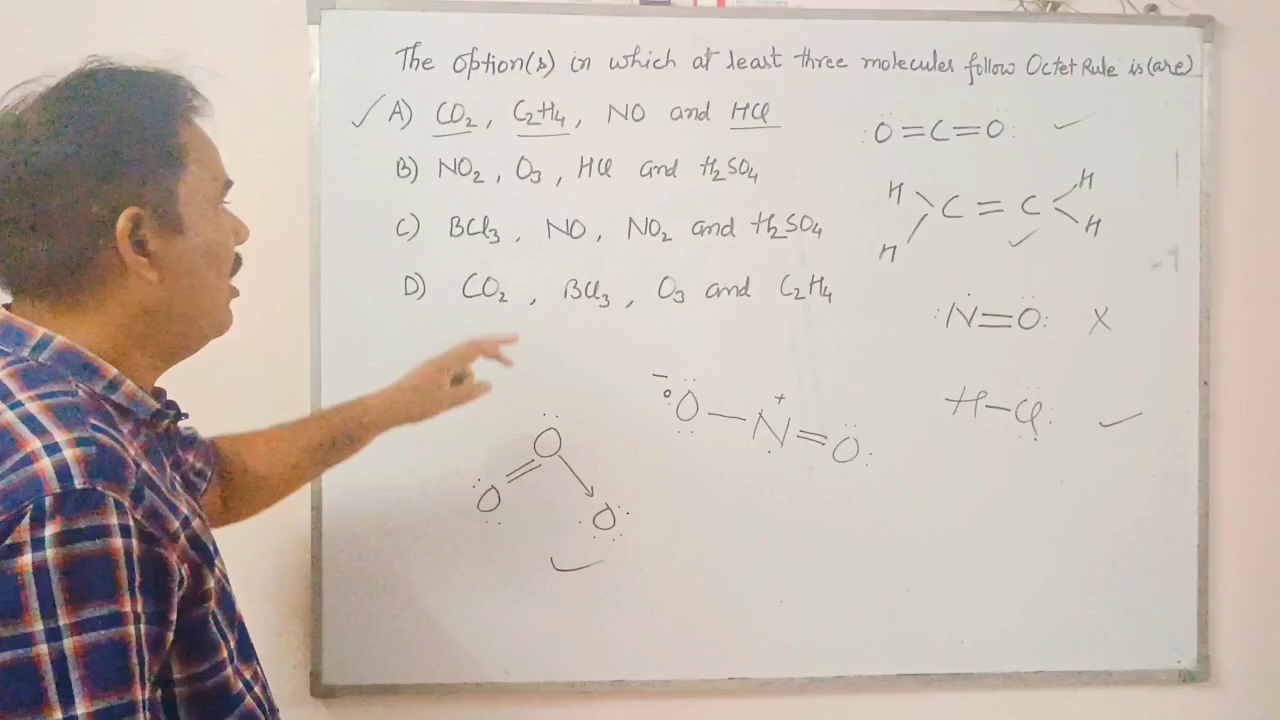 The option(s) in which at least three molecules follow Octet Rule is (are)
✓ A) CO₂, C₂H₄, NO and HCl
B) NO₂, O₃, HCl and H₂SO₄
C) BCl₃, NO, NO₂ and H₂SO₄
D) CO₂, BCl₃, O₃ and C₂H₄
:Ö=C=Ö: ✓
H H
C=C
H H
✓
:Ṅ=Ö: X
H-Cl ✓
- O - N + = O
O
O O
✓